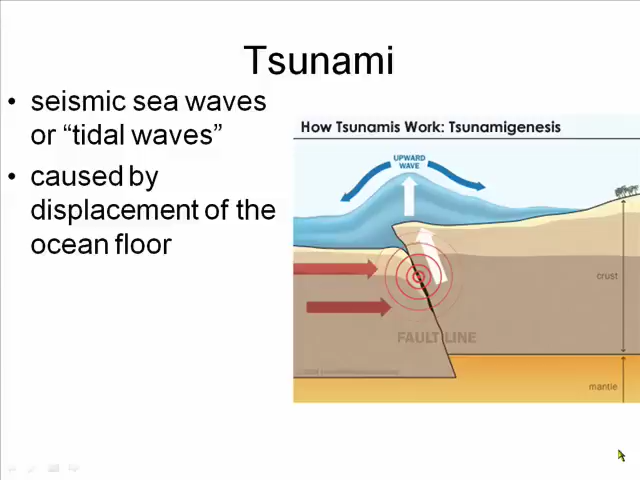 Tsunami
• seismic sea waves
or “tidal waves”
• caused by
displacement of the
ocean floor
How Tsunamis Work: Tsunamigenesis
UPWARD
WAVE
crust
FAULT LINE
mantle